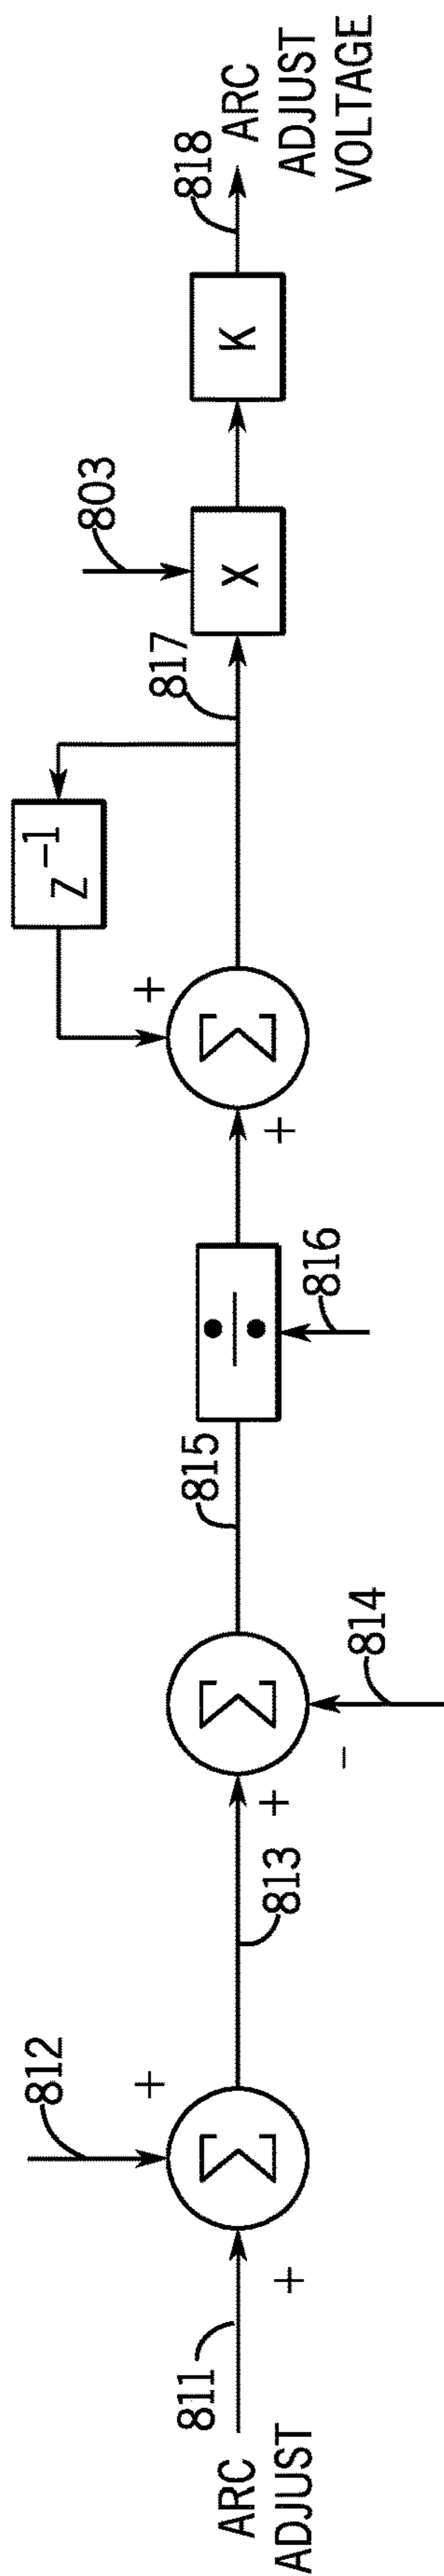 ARC
ADJUST
811
+
812
+
Σ
813
+
-
814
Σ
815
÷
816
+
+
Σ
Z⁻¹
817
803
X
K
818
ARC
ADJUST
VOLTAGE